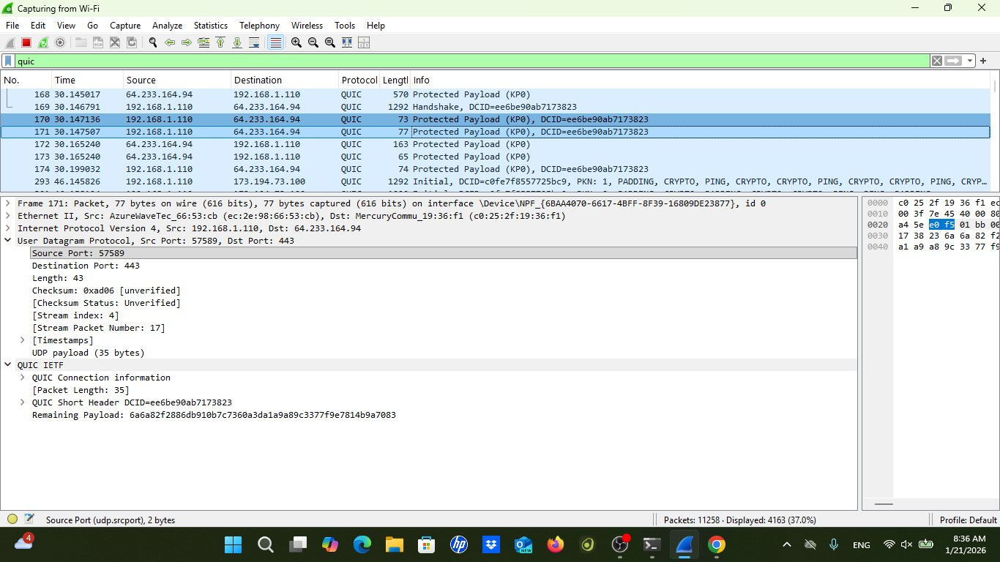 Capturing from Wi-Fi
File Edit View Go Capture Analyze Statistics Telephony Wireless Tools Help
quic
No. Time Source Destination Protocol Lengtl Info
168 30.145017 64.233.164.94 192.168.1.110 QUIC 570 Protected Payload (KP0)
169 30.146791 192.168.1.110 64.233.164.94 QUIC 1292 Handshake, DCID=ee6be90ab7173823
170 30.147136 192.168.1.110 64.233.164.94 QUIC 73 Protected Payload (KP0), DCID=ee6be90ab7173823
171 30.147507 192.168.1.110 64.233.164.94 QUIC 77 Protected Payload (KP0), DCID=ee6be90ab7173823
172 30.165240 64.233.164.94 192.168.1.110 QUIC 163 Protected Payload (KP0)
173 30.165240 64.233.164.94 192.168.1.110 QUIC 65 Protected Payload (KP0)
174 30.199032 192.168.1.110 64.233.164.94 QUIC 74 Protected Payload (KP0), DCID=ee6be90ab7173823
293 46.145826 192.168.1.110 173.194.73.100 QUIC 1292 Initial, DCID=c0fe7f8557725bc9, PKN: 1, PADDING, CRYPTO, PING, CRYPTO, CRYPTO, PING, CRYPTO, CRYPTO, PING, CRYP…
Frame 171: Packet, 77 bytes on wire (616 bits), 77 bytes captured (616 bits) on interface \Device\NPF_{6BAA4070-6617-4BFF-8F39-16809DE23877}, id 0
Ethernet II, Src: AzureWaveTec_66:53:cb (ec:2e:98:66:53:cb), Dst: MercuryCommu_19:36:f1 (c0:25:2f:19:36:f1)
Internet Protocol Version 4, Src: 192.168.1.110, Dst: 64.233.164.94
User Datagram Protocol, Src Port: 57589, Dst Port: 443
Source Port: 57589
Destination Port: 443
Length: 43
Checksum: 0xad06 [unverified]
[Checksum Status: Unverified]
[Stream index: 4]
[Stream Packet Number: 17]
[Timestamps]
UDP payload (35 bytes)
QUIC IETF
QUIC Connection information
[Packet Length: 35]
QUIC Short Header DCID=ee6be90ab7173823
Remaining Payload: 6a6a82f2886db910b7c7360a3da1a9a89c3377f9e7814b9a7083
0000 c0 25 2f 19 36 f1 ec
0010 00 3f 7e 45 40 00 80
0020 a4 5e e0 f5 01 bb 00
0030 17 38 23 6a 6a 82 f2
0040 a1 a9 a8 9c 33 77 f9
Source Port (udp.srcport), 2 bytes
Packets: 11258 · Displayed: 4163 (37.0%)
Profile: Default
4
hp
NEW
ENG
8:36 AM
1/21/2026